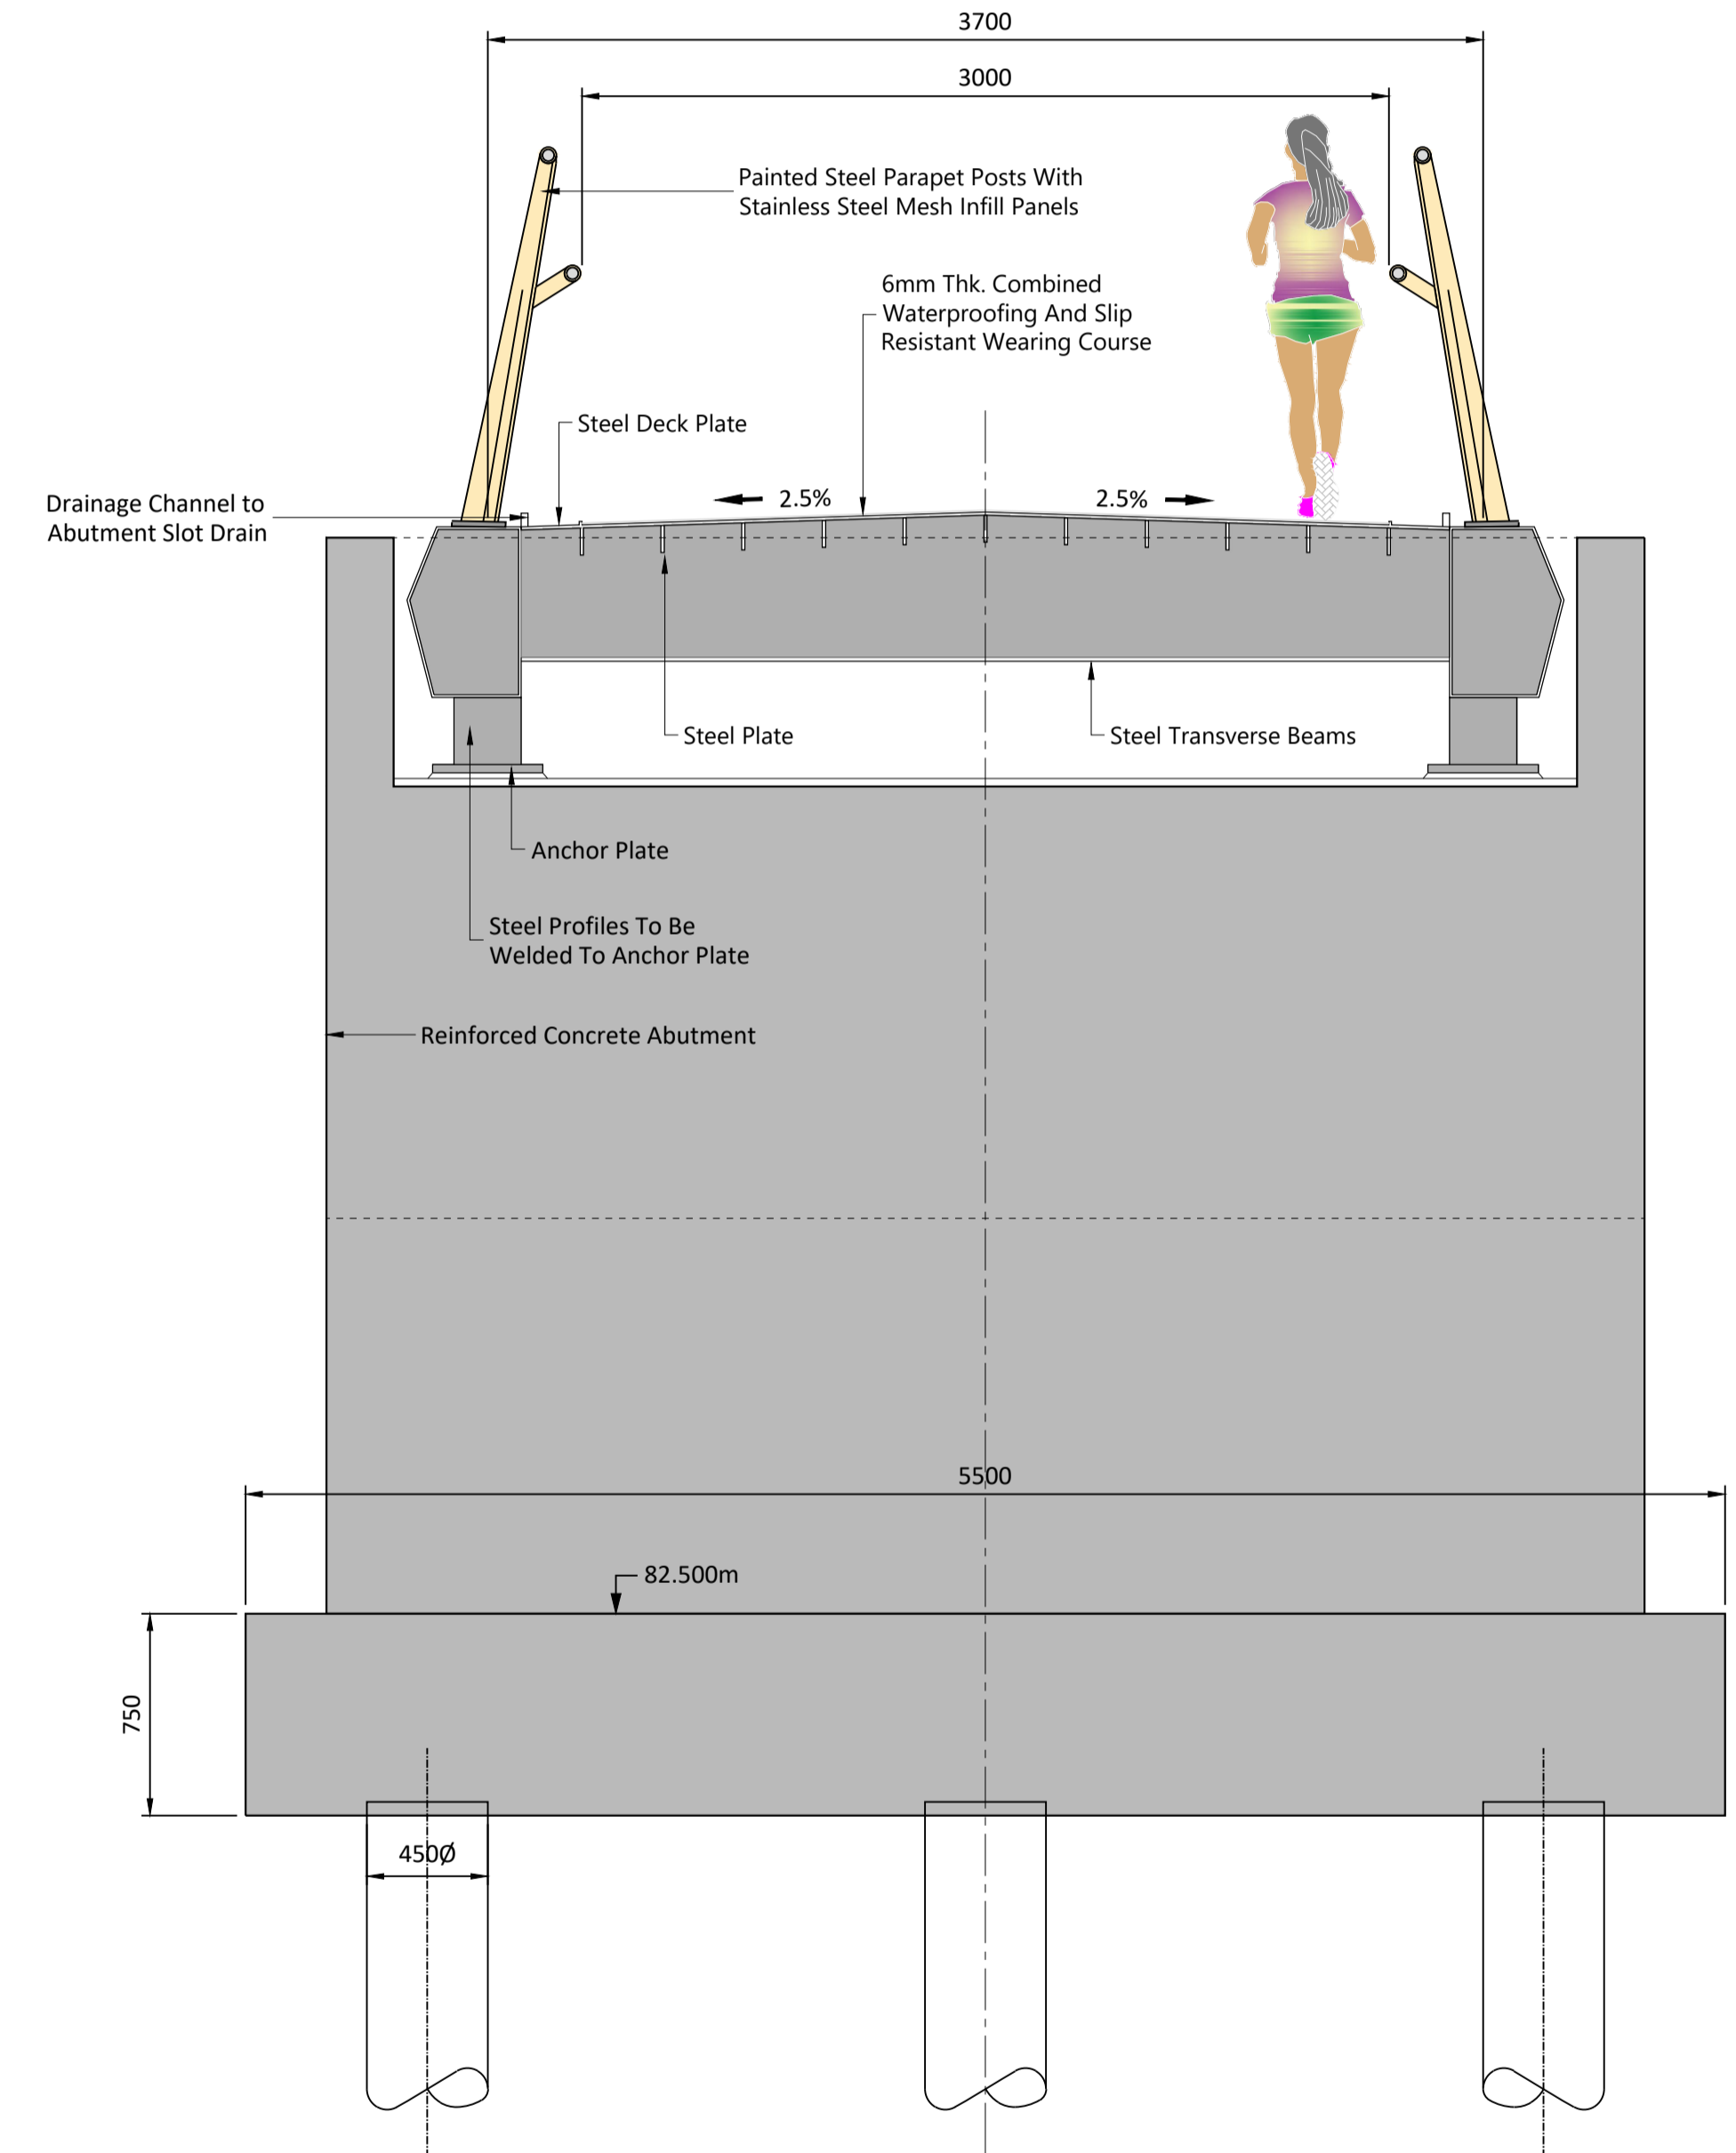 3700
3000
Painted Steel Parapet Posts With
Stainless Steel Mesh Infill Panels
6mm Thk. Combined
Waterproofing And Slip
Resistant Wearing Course
Steel Deck Plate
Drainage Channel to
Abutment Slot Drain
2.5%
2.5%
Steel Plate
Steel Transverse Beams
Anchor Plate
Steel Profiles To Be
Welded To Anchor Plate
Reinforced Concrete Abutment
5500
82.500m
750
450Ø